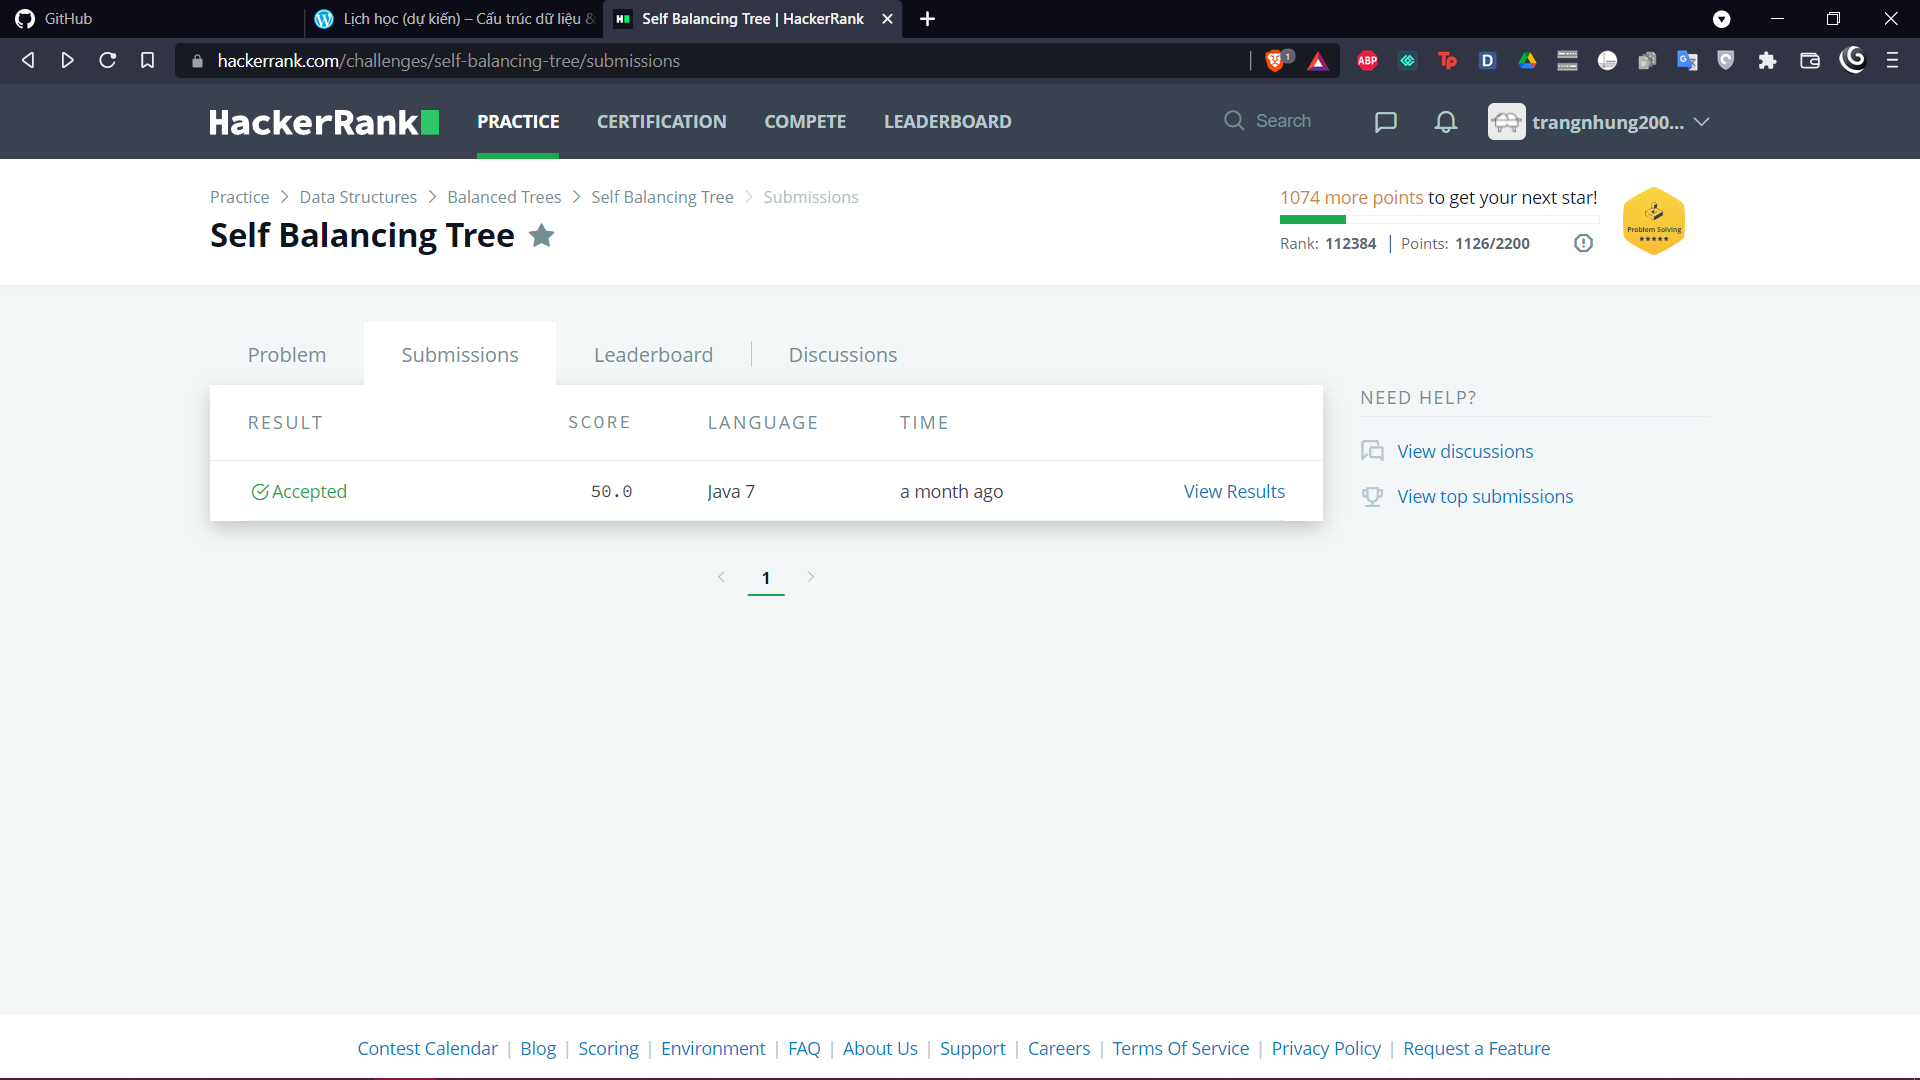 GitHub
Lịch học (dự kiến) – Cấu trúc dữ liệu &
Self Balancing Tree | HackerRank
hackerrank.com/challenges/self-balancing-tree/submissions
1
ABP
Tp
D
HackerRank
PRACTICE
CERTIFICATION
COMPETE
LEADERBOARD
Search
trangnhung200...
Practice > Data Structures > Balanced Trees > Self Balancing Tree > Submissions
Self Balancing Tree
1074 more points to get your next star!
Rank: 112384 | Points: 1126/2200
Problem Solving
Problem
Submissions
Leaderboard
Discussions
RESULT SCORE LANGUAGE TIME
Accepted 50.0 Java 7 a month ago View Results
1
NEED HELP?
View discussions
View top submissions
Contest Calendar | Blog | Scoring | Environment | FAQ | About Us | Support | Careers | Terms Of Service | Privacy Policy | Request a Feature